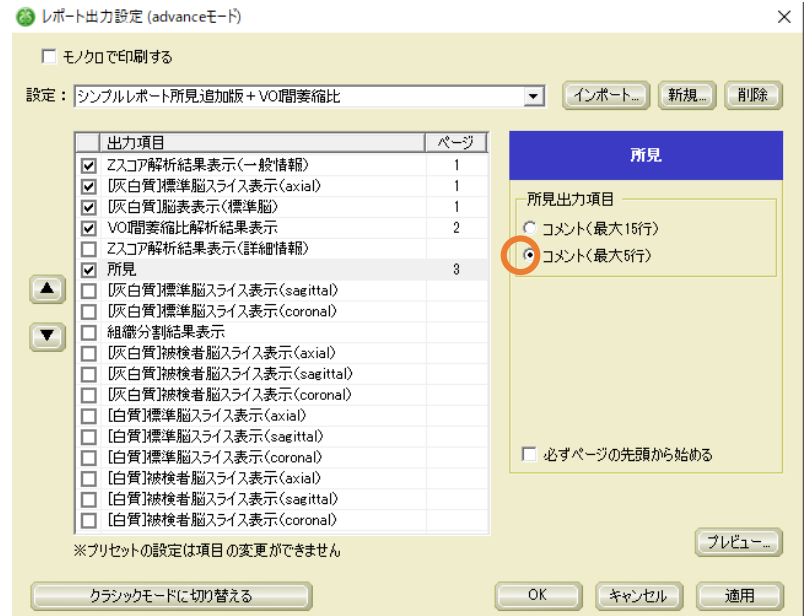 レポート出力設定 (advanceモード)
モノクロで印刷する
設定： シンプルレポート所見追加版＋VOI間萎縮比 インポート... 新規... 削除
出力項目 ページ
Zスコア解析結果表示(一般情報) 1
[灰白質]標準脳スライス表示(axial) 1
[灰白質]脳表表示(標準脳) 1
VOI間萎縮比解析結果表示 2
Zスコア解析結果表示(詳細情報)
所見 3
[灰白質]標準脳スライス表示(sagittal)
[灰白質]標準脳スライス表示(coronal)
組織分割結果表示
[灰白質]被検者脳スライス表示(axial)
[灰白質]被検者脳スライス表示(sagittal)
[灰白質]被検者脳スライス表示(coronal)
[白質]標準脳スライス表示(axial)
[白質]標準脳スライス表示(sagittal)
[白質]標準脳スライス表示(coronal)
[白質]被検者脳スライス表示(axial)
[白質]被検者脳スライス表示(sagittal)
[白質]被検者脳スライス表示(coronal)
※プリセットの設定は項目の変更ができません
所見
所見出力項目
コメント(最大15行)
コメント(最大5行)
必ずページの先頭から始める
プレビュー...
クラシックモードに切り替える OK キャンセル 適用